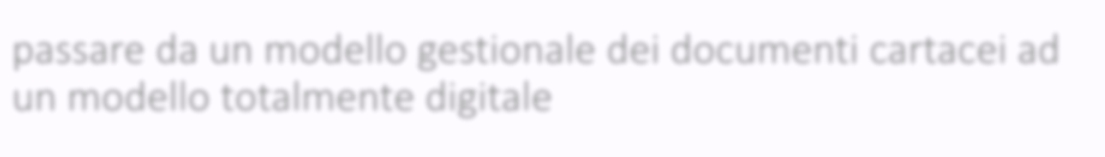 passare da un modello gestionale dei documenti cartacei ad
un modello totalmente digitale